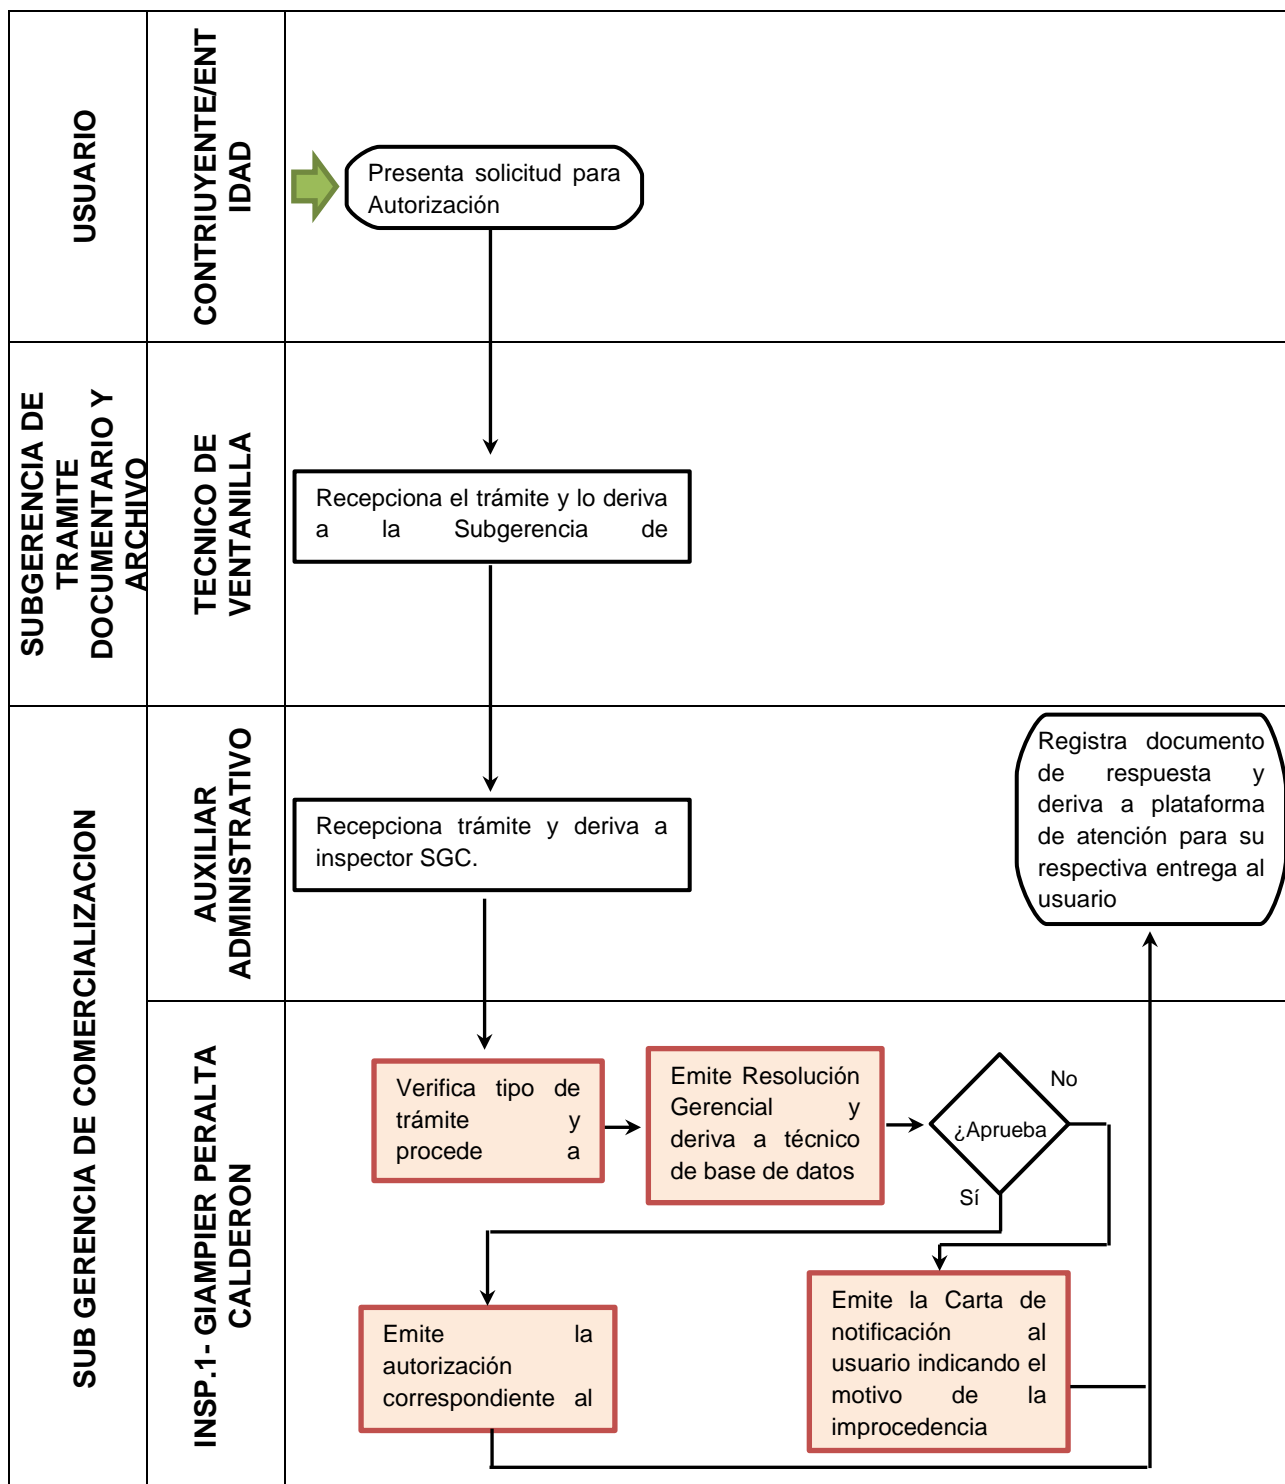 USUARIO
CONTRIUYENTE/ENT
IDAD
Presenta solicitud para
Autorización
SUBGERENCIA DE
TRAMITE
DOCUMENTARIO Y
ARCHIVO
TECNICO DE
VENTANILLA
Recepciona el trámite y lo deriva
a la Subgerencia de
SUB GERENCIA DE COMERCIALIZACION
AUXILIAR
ADMINISTRATIVO
Recepciona trámite y deriva a
inspector SGC.
Registra documento
de respuesta y
deriva a plataforma
de atención para su
respectiva entrega al
usuario
INSP.1- GIAMPIER PERALTA
CALDERON
Verifica tipo de
trámite y
procede a
Emite Resolución
Gerencial y
deriva a técnico
de base de datos
¿Aprueba
No
Sí
Emite la
autorización
correspondiente al
Emite la Carta de
notificación al
usuario indicando el
motivo de la
improcedencia